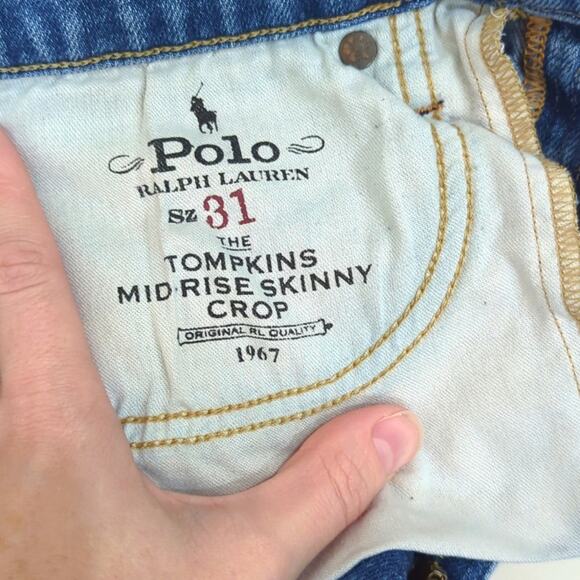 Polo
RALPH LAUREN
Sz 31
THE
TOMPKINS
MID-RISE SKINNY
CROP
ORIGINAL RL QUALITY
1967